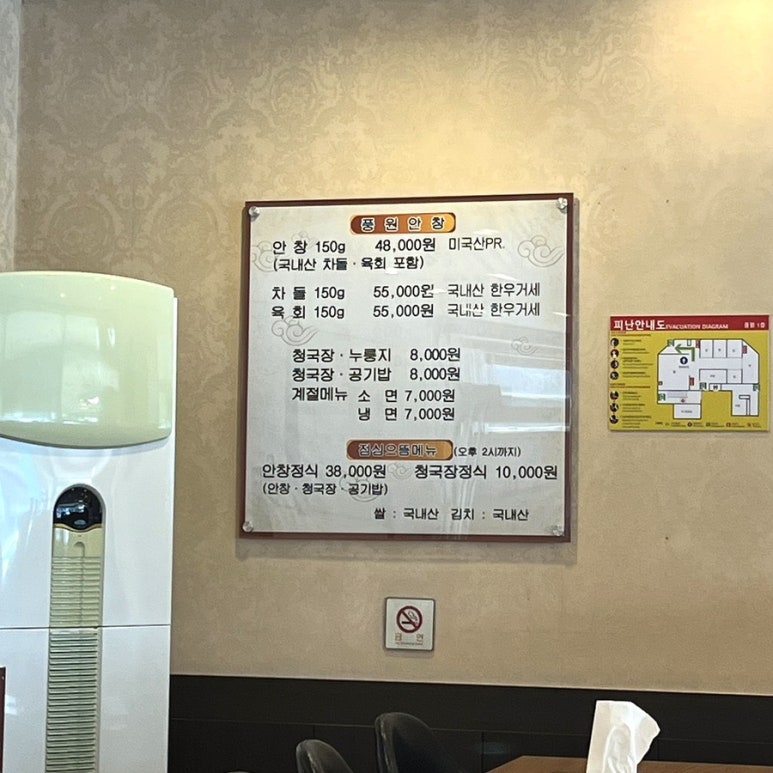 풍원안창
안 창 150g 48,000원 미국산PR
(국내산 차돌 · 육회 포함)
차 돌 150g 55,000원 국내산 한우거세
육 회 150g 55,000원 국내산 한우거세
청국장 · 누룽지 8,000원
청국장 · 공기밥 8,000원
계절메뉴 소 면 7,000원
냉 면 7,000원
점심으뜸메뉴 (오후 2시까지)
안창정식 38,000원 청국장정식 10,000원
(안창 · 청국장 · 공기밥)
쌀 : 국내산 김치 : 국내산
피난안내도 EVACUATION DIAGRAM
금 연